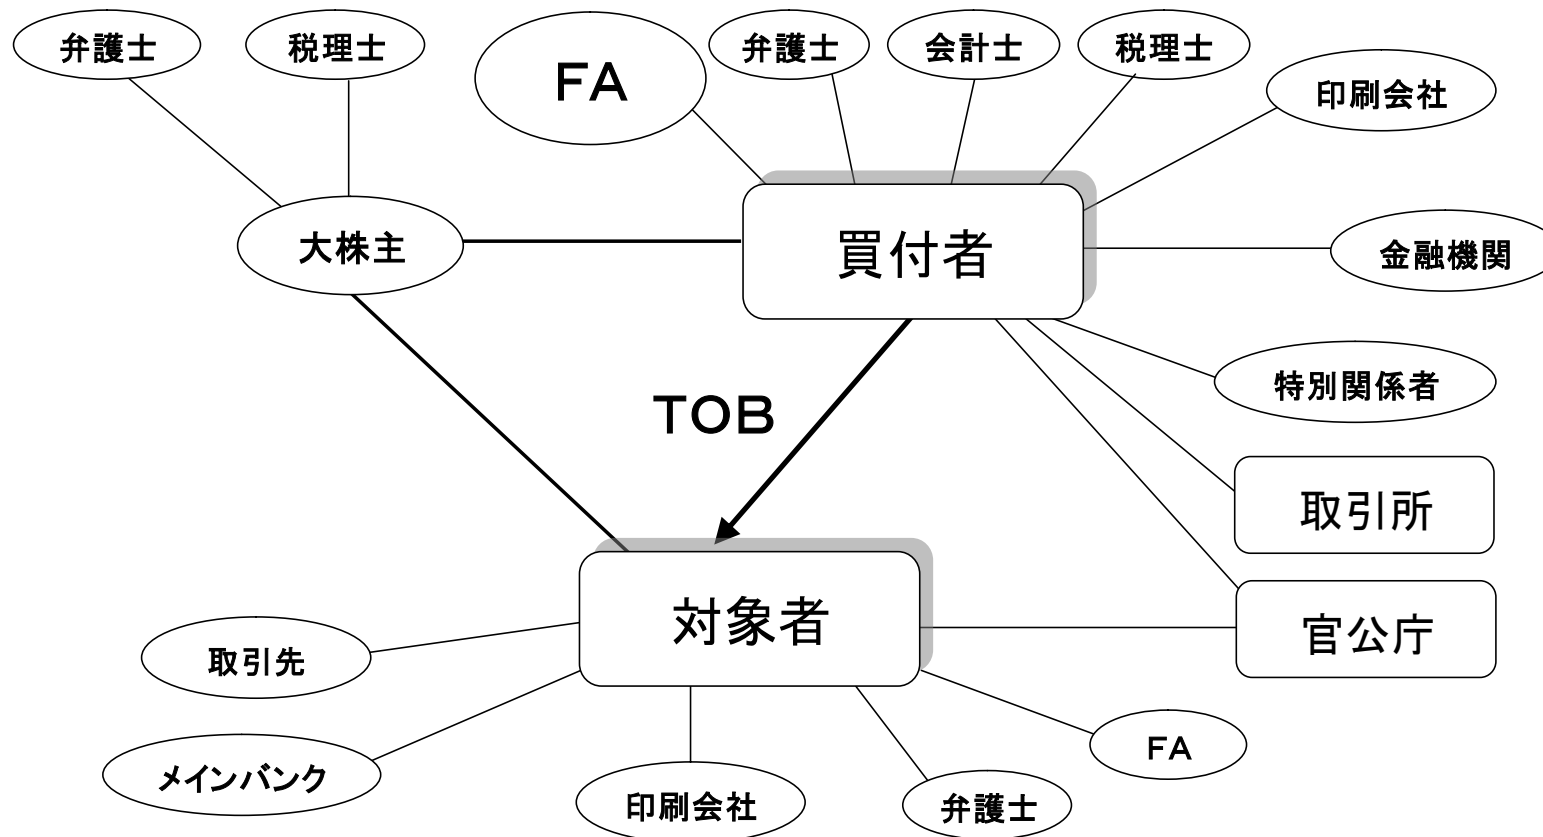 弁護士
税理士
FA
弁護士
会計士
税理士
印刷会社
大株主
買付者
金融機関
特別関係者
TOB
取引所
対象者
官公庁
取引先
メインバンク
印刷会社
弁護士
FA